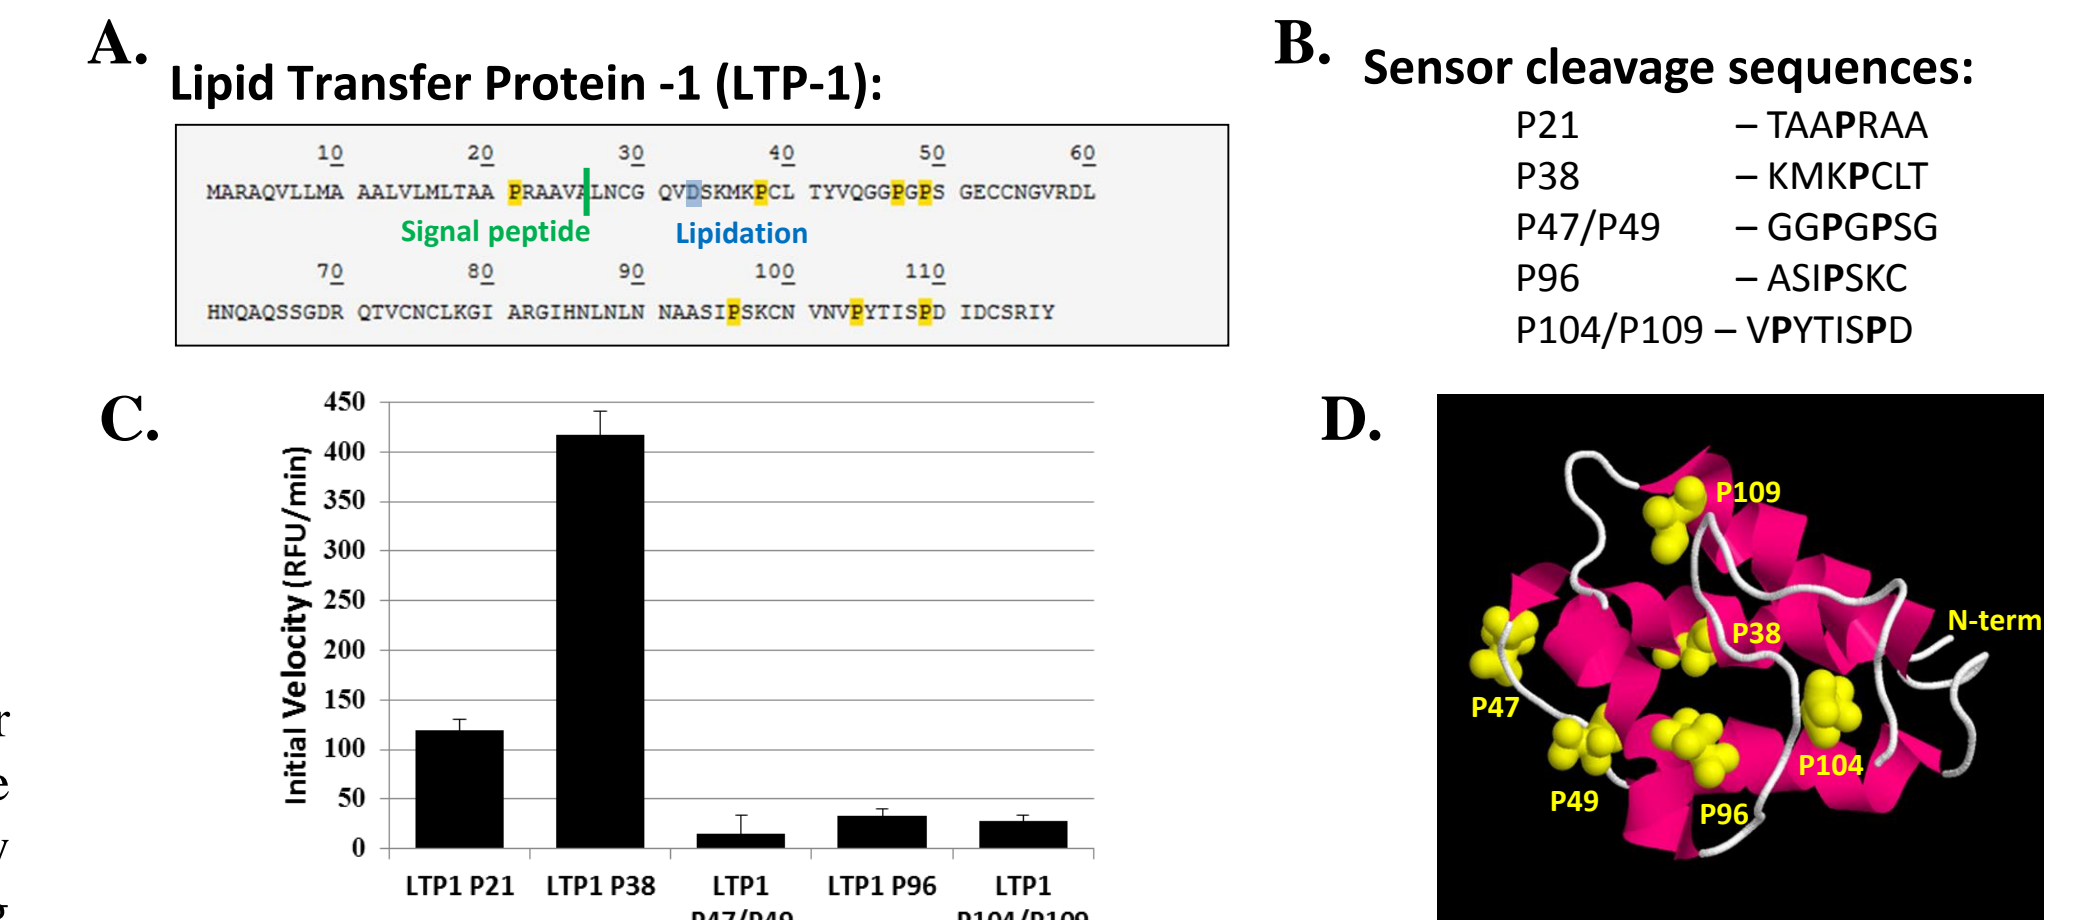 A.
Lipid Transfer Protein -1 (LTP-1):
10 20 30 40 50 60
MARAQVLLMA AALVLMLTAA PRAAVALNCG QVDSKMKPCL TYVQGGPGPS GECCNGVRDL
Signal peptide Lipidation
70 80 90 100 110
HNQAQSSGDR QTVCNCLKGI ARGIHNLNLN NAASIPSKCN VNVPYTISPD IDCSRIY
B.
Sensor cleavage sequences:
P21 – TAAPRAA
P38 – KMKPCLT
P47/P49 – GGPGPSG
P96 – ASIPSKC
P104/P109 – VPYTISPD
C.
Initial Velocity (RFU/min)
450
400
350
300
250
200
150
100
50
0
LTP1 P21 LTP1 P38 LTP1 P47/P49 LTP1 P96 LTP1 P104/P109
D.
P109
N-term
P38
P47
P104
P49
P96